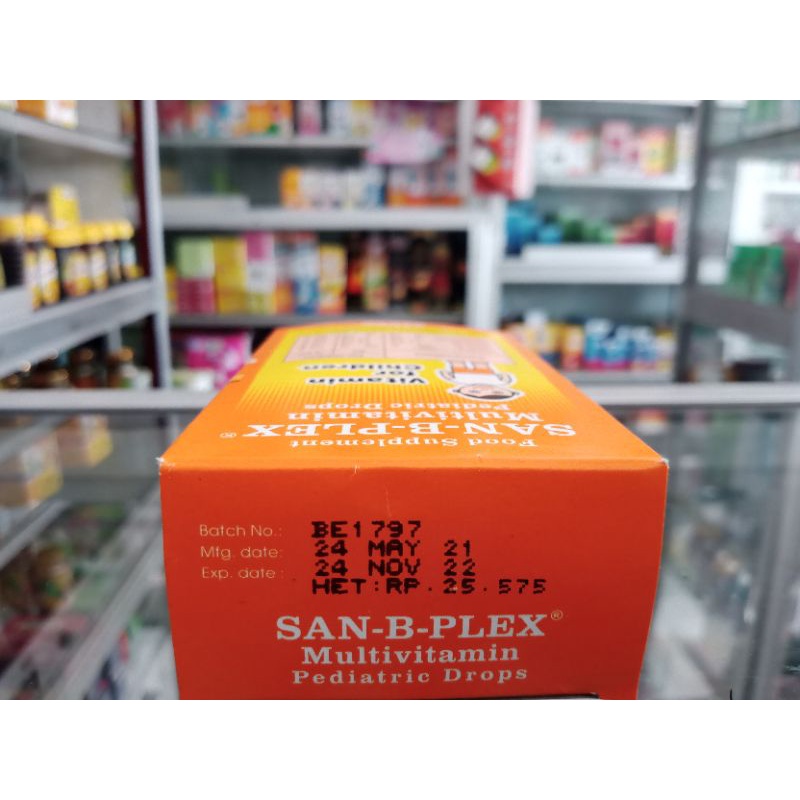 Vitamin
for
Children
Food Supplement
SAN-B-PLEX®
Multivitamin
Pediatric Drops
Batch No.: BE1797
Mfg. date: 24 MAY 21
Exp. date: 24 NOV 22
HET:RP.25.575
SAN-B-PLEX®
Multivitamin
Pediatric Drops